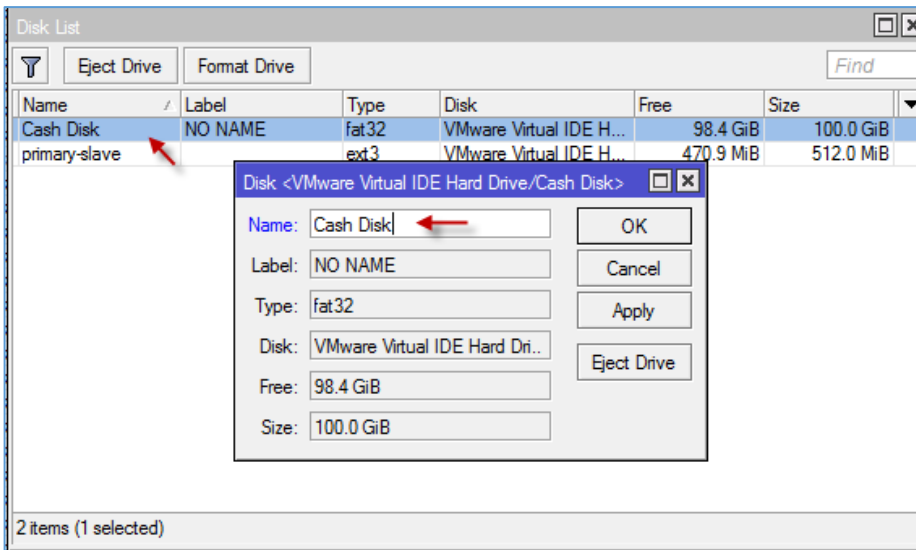 Disk List
Eject Drive Format Drive Find
Name Label Type Disk Free Size
Cash Disk NO NAME fat32 VMware Virtual IDE H... 98.4 GiB 100.0 GiB
primary-slave ext3 VMware Virtual IDE H... 470.9 MiB 512.0 MiB
Disk <VMware Virtual IDE Hard Drive/Cash Disk>
Name: Cash Disk OK
Label: NO NAME Cancel
Type: fat32 Apply
Disk: VMware Virtual IDE Hard Dri..
Eject Drive
Free: 98.4 GiB
Size: 100.0 GiB
2 items (1 selected)